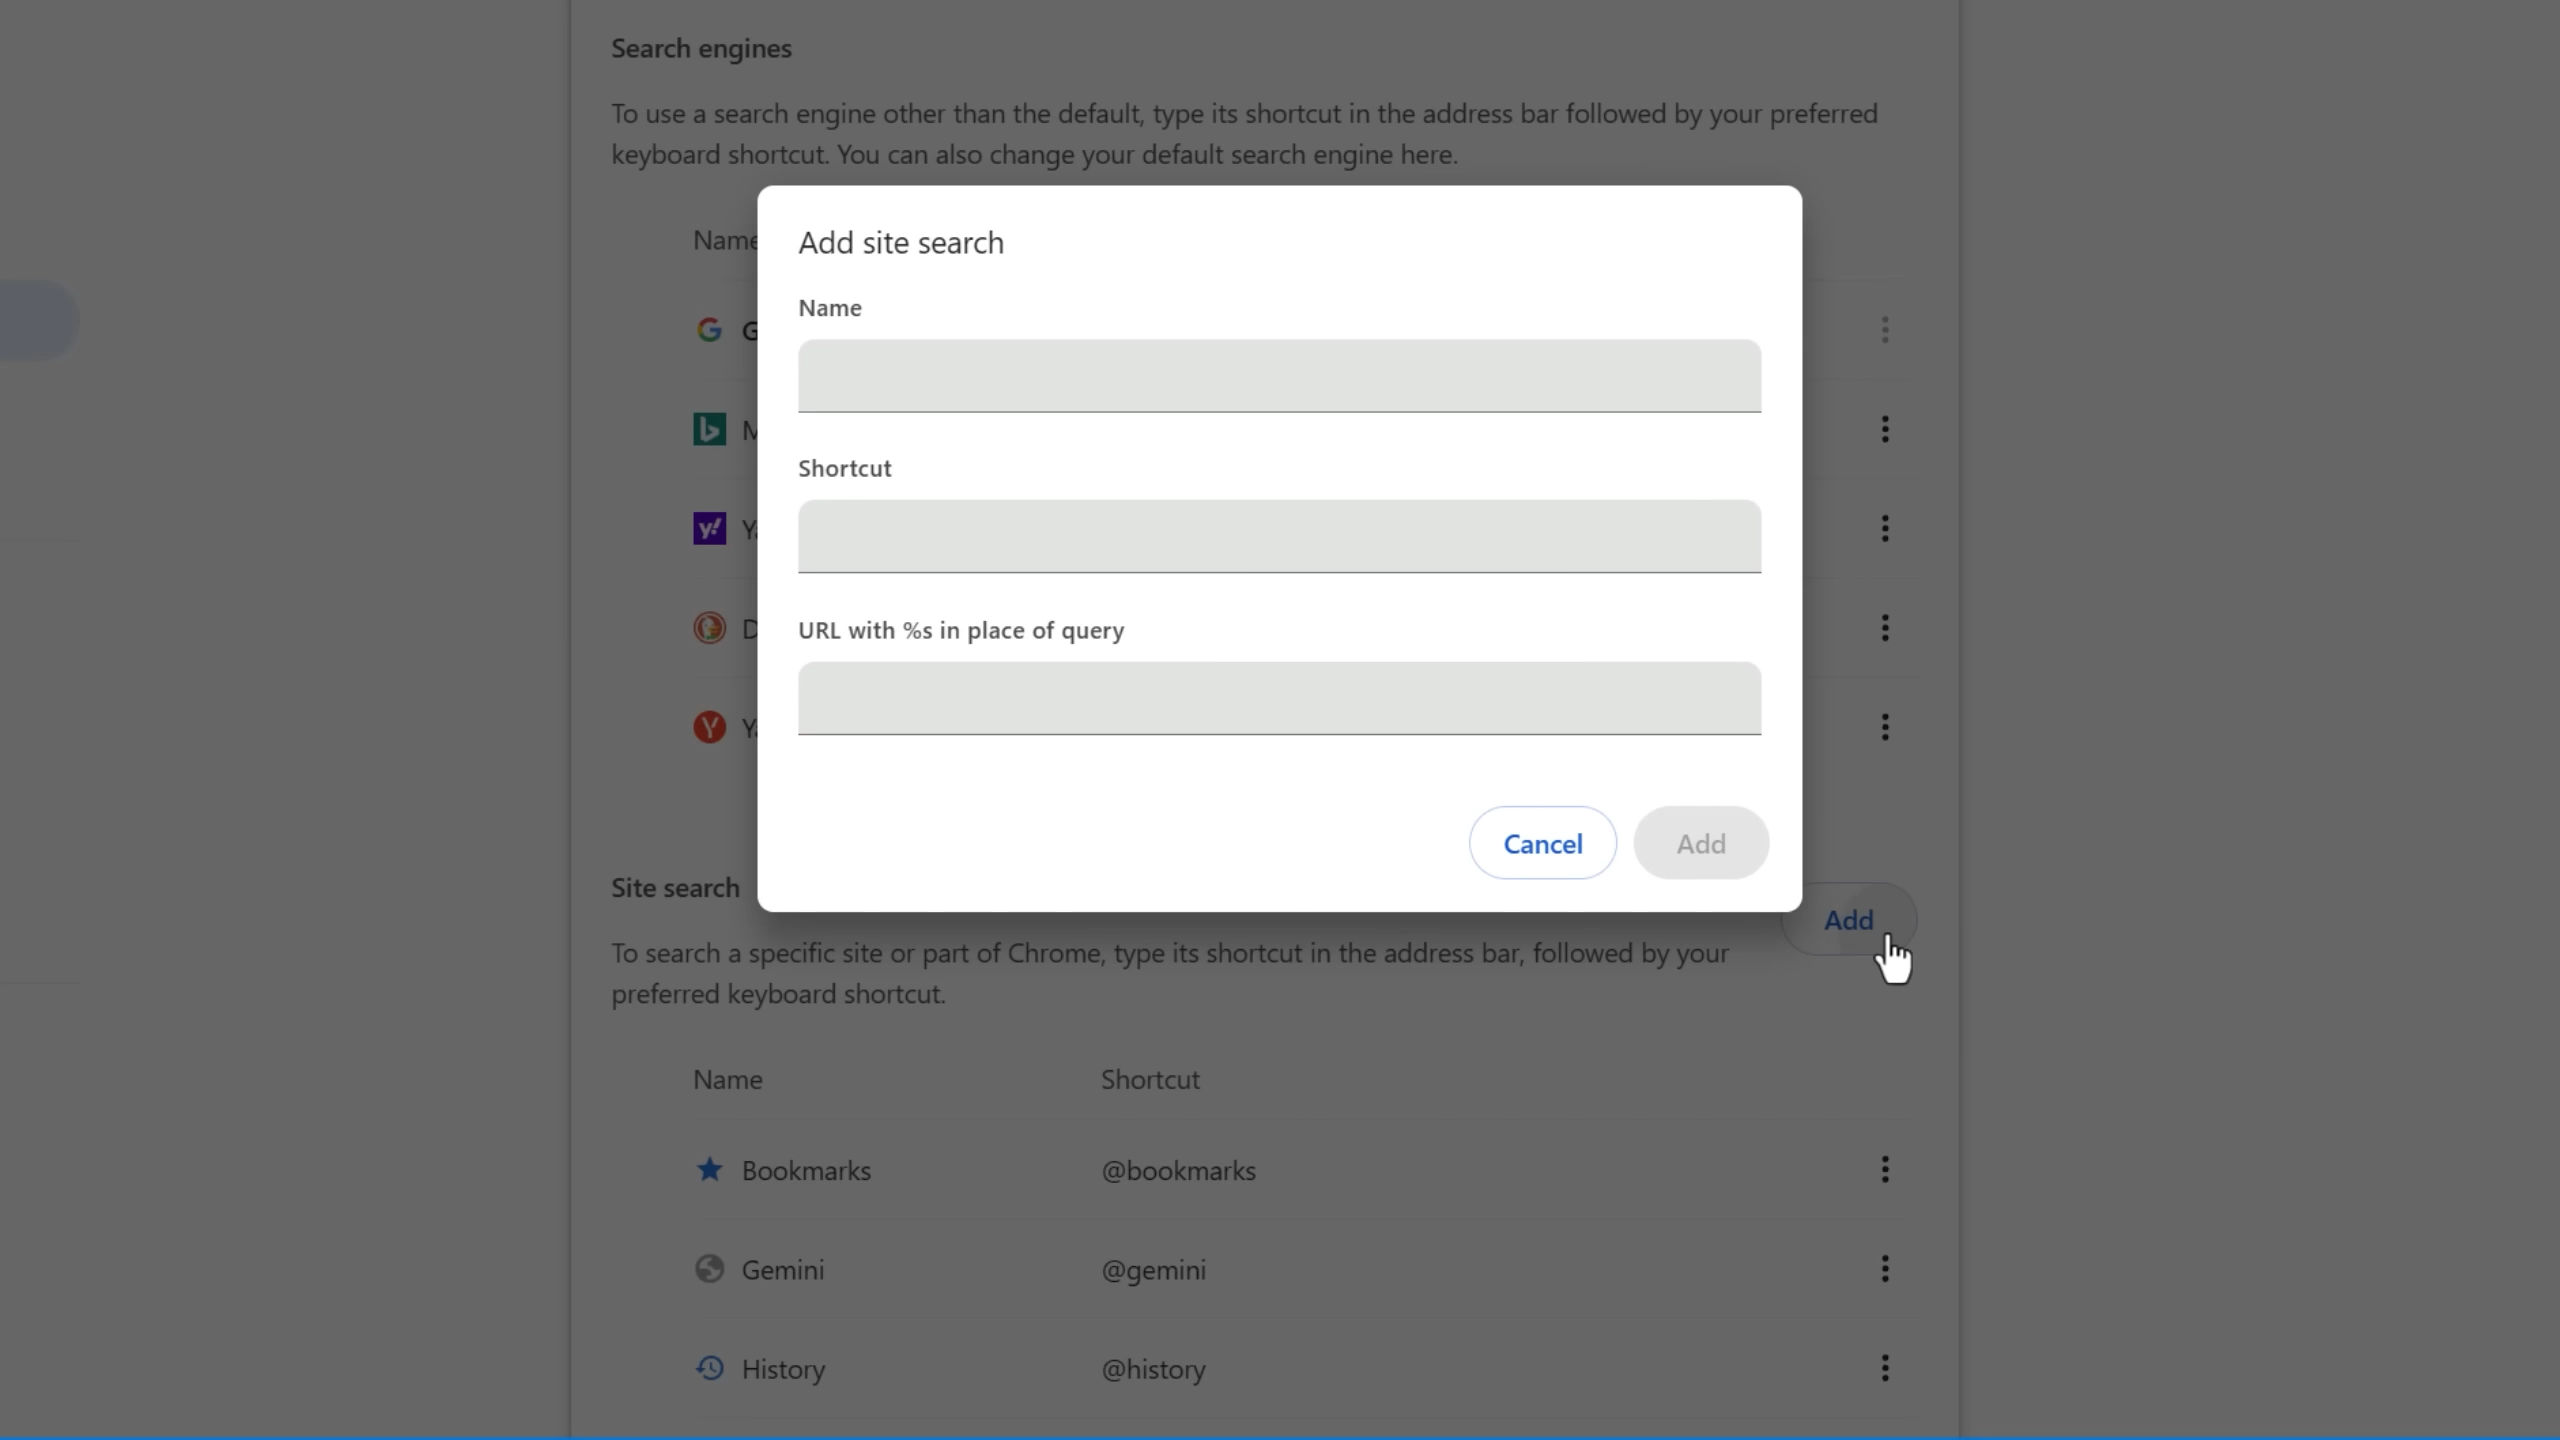 Search engines
To use a search engine other than the default, type its shortcut in the address bar followed by your preferred
keyboard shortcut. You can also change your default search engine here.
Name
Add site search
Name
Shortcut
URL with %s in place of query
Cancel
Add
Site search
Add
To search a specific site or part of Chrome, type its shortcut in the address bar, followed by your
preferred keyboard shortcut.
Name Shortcut
Bookmarks @bookmarks
Gemini @gemini
History @history